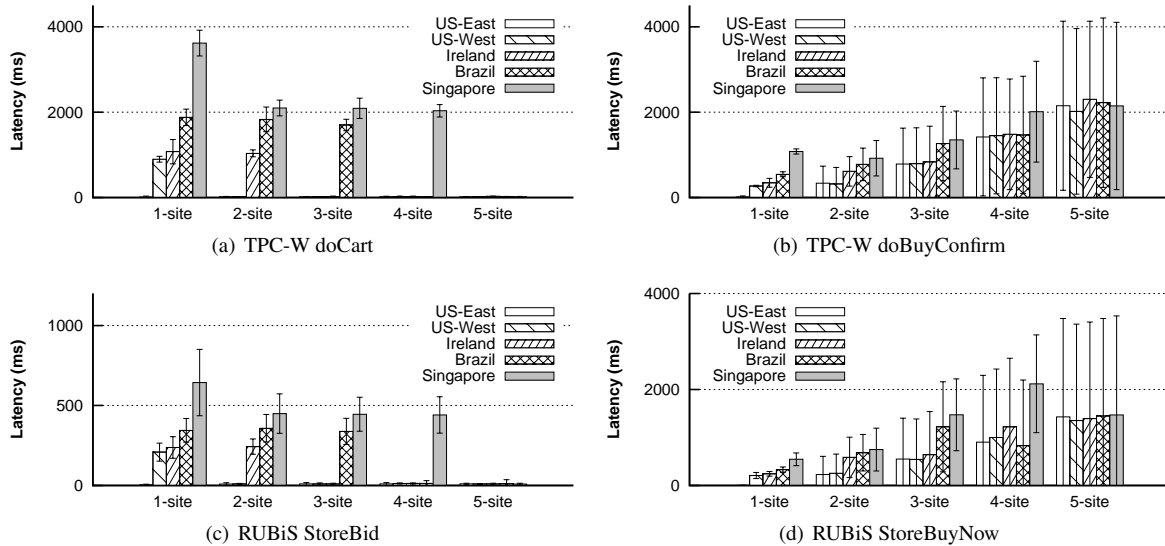 4000
2000
0
Latency (ms)
US-East
US-West
Ireland
Brazil
Singapore
1-site 2-site 3-site 4-site 5-site
(a) TPC-W doCart
4000
2000
0
Latency (ms)
US-East
US-West
Ireland
Brazil
Singapore
1-site 2-site 3-site 4-site 5-site
(b) TPC-W doBuyConfirm
1000
500
0
Latency (ms)
US-East
US-West
Ireland
Brazil
Singapore
1-site 2-site 3-site 4-site 5-site
(c) RUBiS StoreBid
4000
2000
0
Latency (ms)
US-East
US-West
Ireland
Brazil
Singapore
1-site 2-site 3-site 4-site 5-site
(d) RUBiS StoreBuyNow